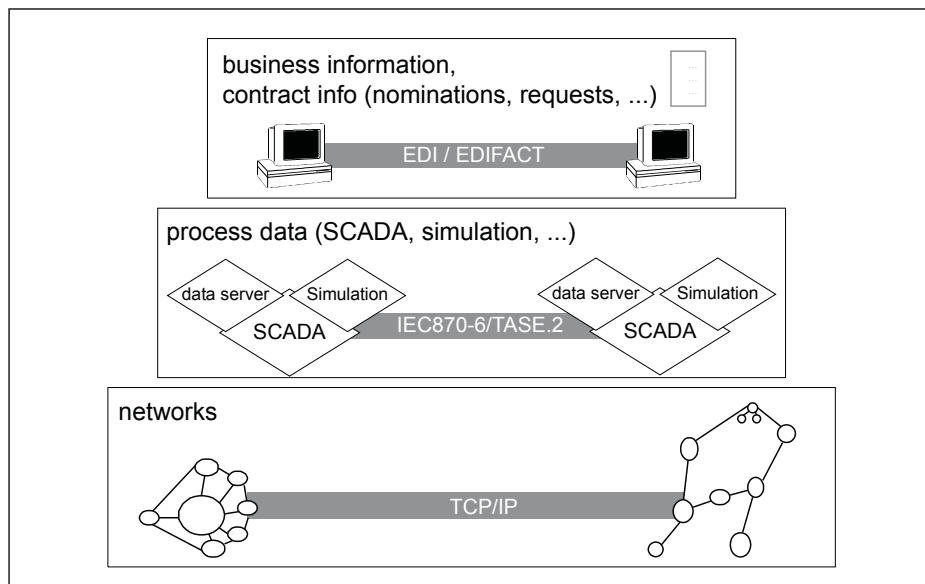 business information,
contract info (nominations, requests, ...)
...
...
...
EDI / EDIFACT
process data (SCADA, simulation, ...)
data server
Simulation
SCADA
data server
Simulation
SCADA
IEC870-6/TASE.2
networks
TCP/IP